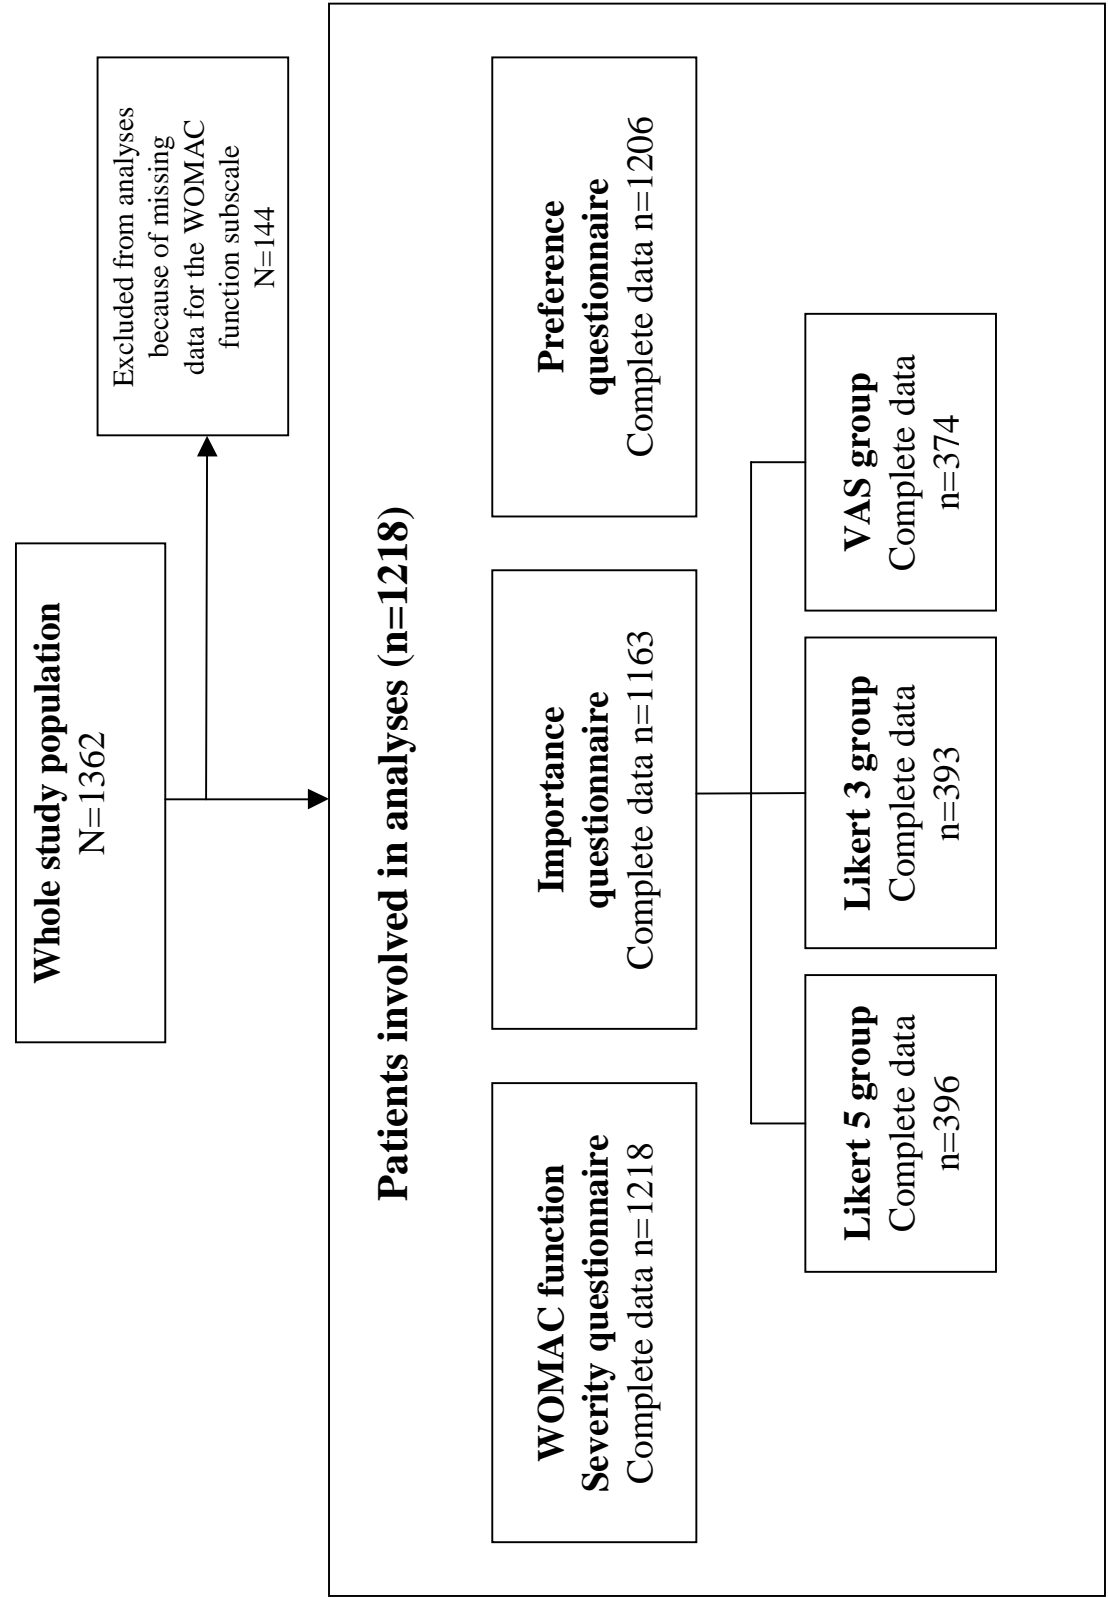 Whole study population
N=1362
Excluded from analyses
because of missing
data for the WOMAC
function subscale
N=144
Patients involved in analyses (n=1218)
WOMAC function
Severity questionnaire
Complete data n=1218
Importance
questionnaire
Complete data n=1163
Preference
questionnaire
Complete data n=1206
Likert 5 group
Complete data
n=396
Likert 3 group
Complete data
n=393
VAS group
Complete data
n=374